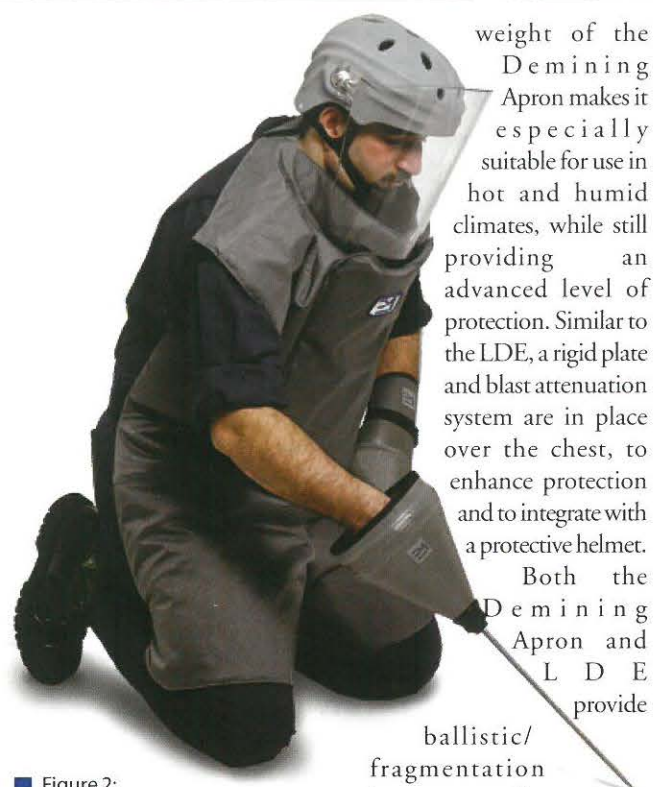 weight of the
Demining
Apron makes it
especially
suitable for use in
hot and humid
climates, while still
providing an
advanced level of
protection. Similar to
the LDE, a rigid plate
and blast attenuation
system are in place
over the chest, to
enhance protection
and to integrate with
a protective helmet.
Both the
Demining
Apron and
LDE
provide
ballistic/
fragmentation
Figure 2: